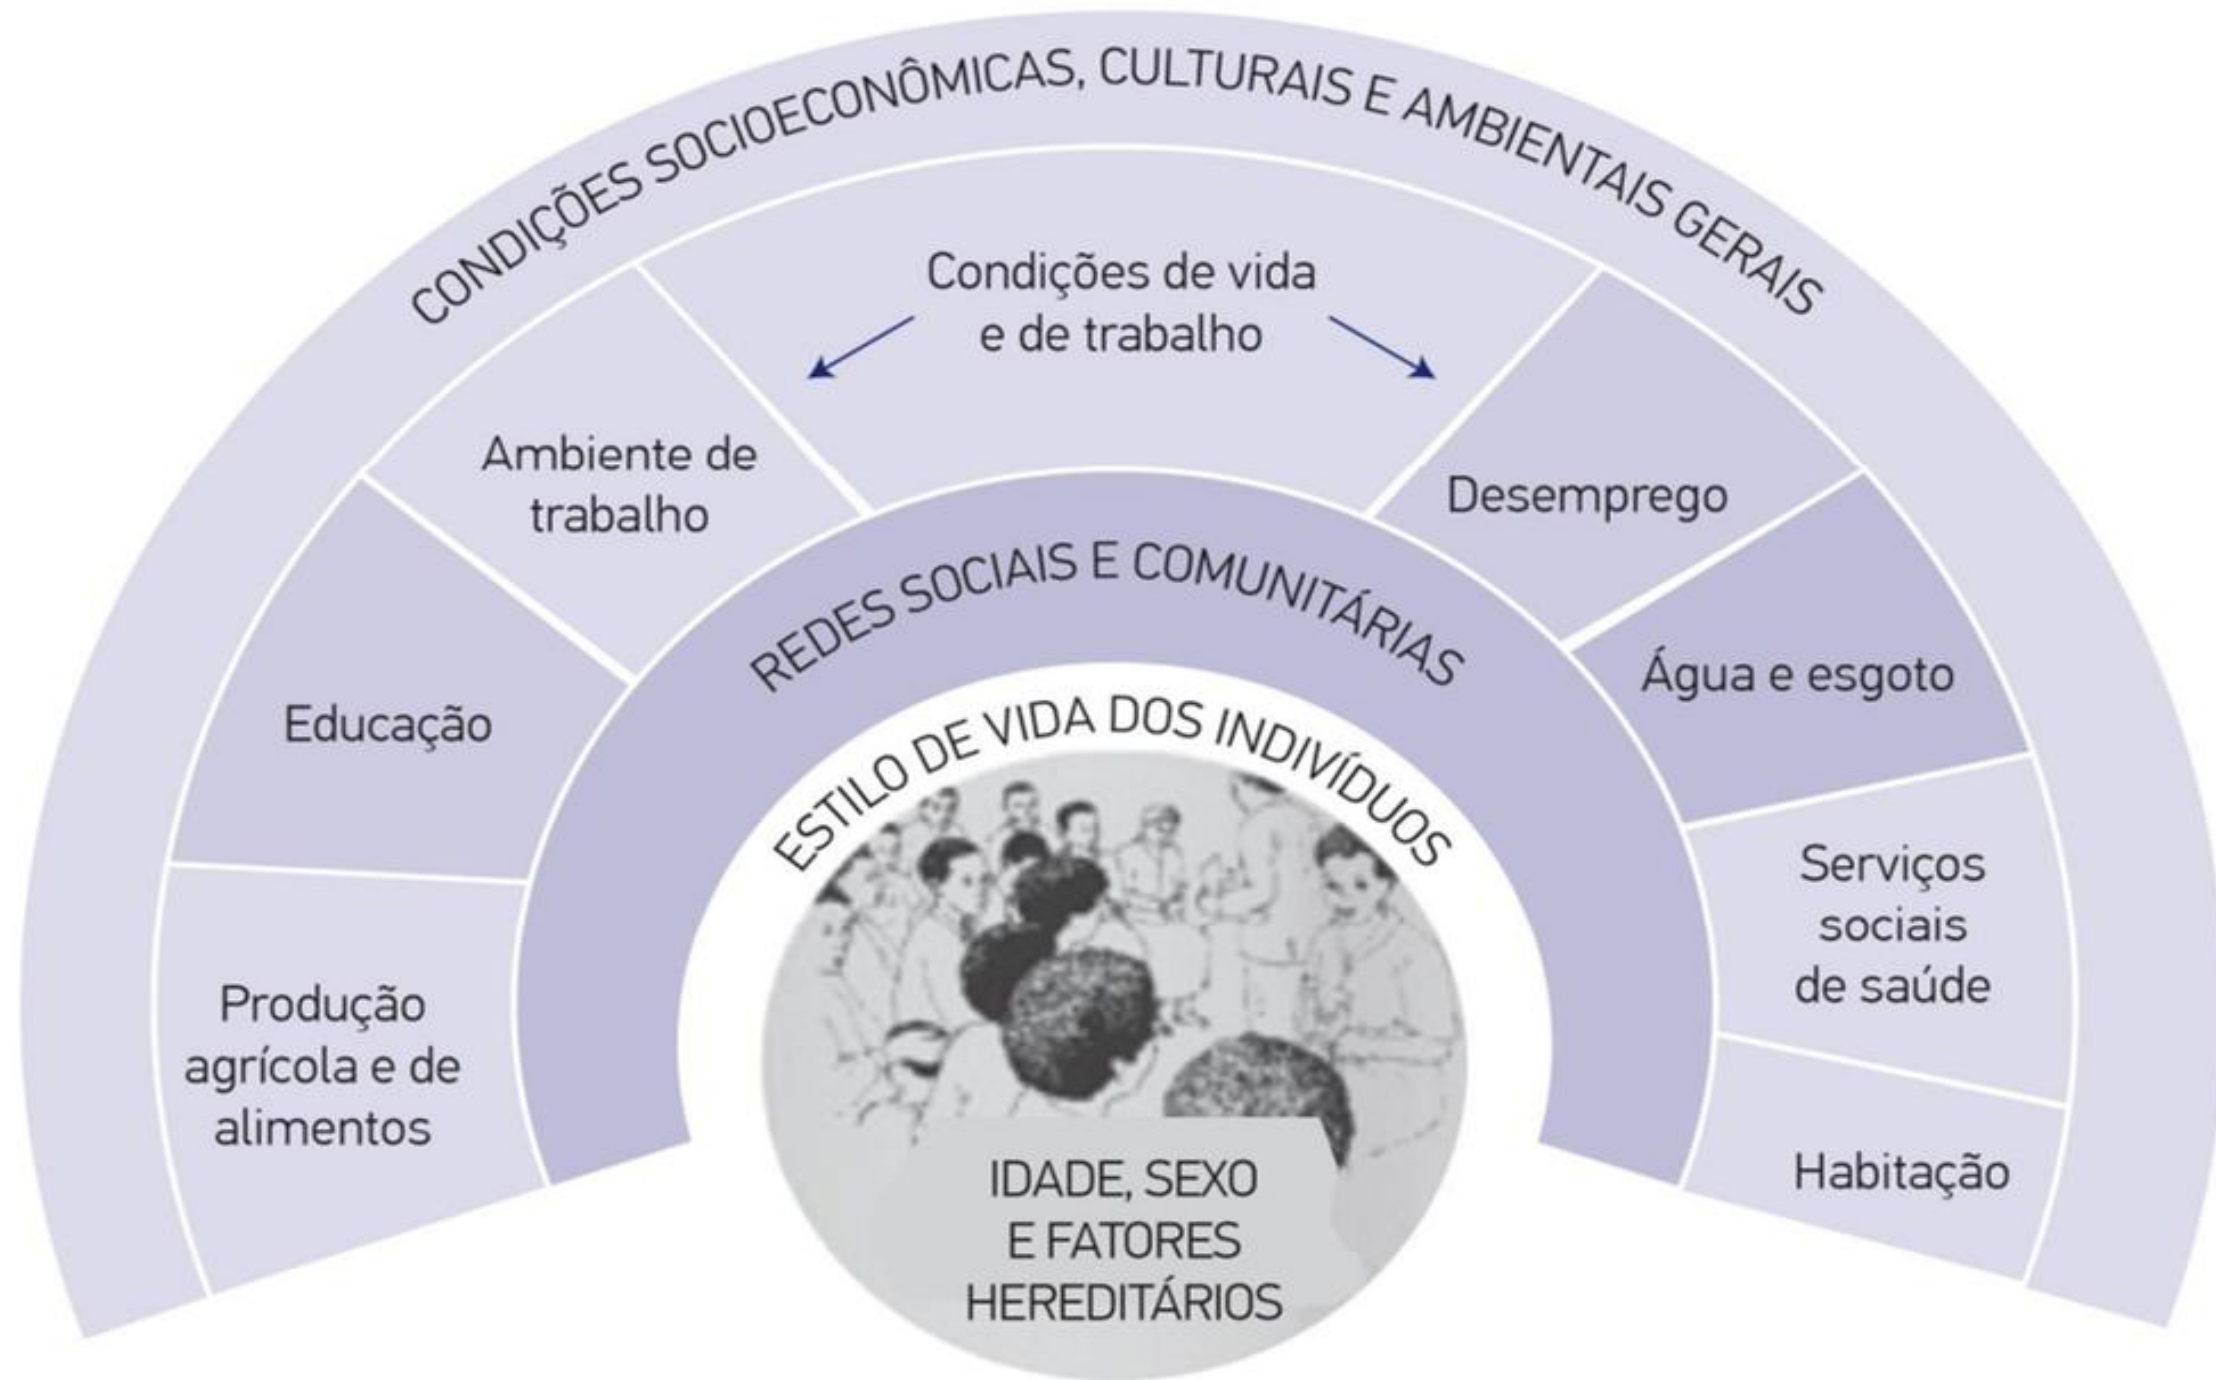 CONDIÇÕES SOCIOECONÔMICAS, CULTURAIS E AMBIENTAIS GERAIS
Condições de vida
e de trabalho
Ambiente de
trabalho
Desemprego
Educação
Água e esgoto
Produção
agrícola e de
alimentos
Serviços
sociais
de saúde
Habitação
REDES SOCIAIS E COMUNITÁRIAS
ESTILO DE VIDA DOS INDIVÍDUOS
IDADE, SEXO
E FATORES
HEREDITÁRIOS